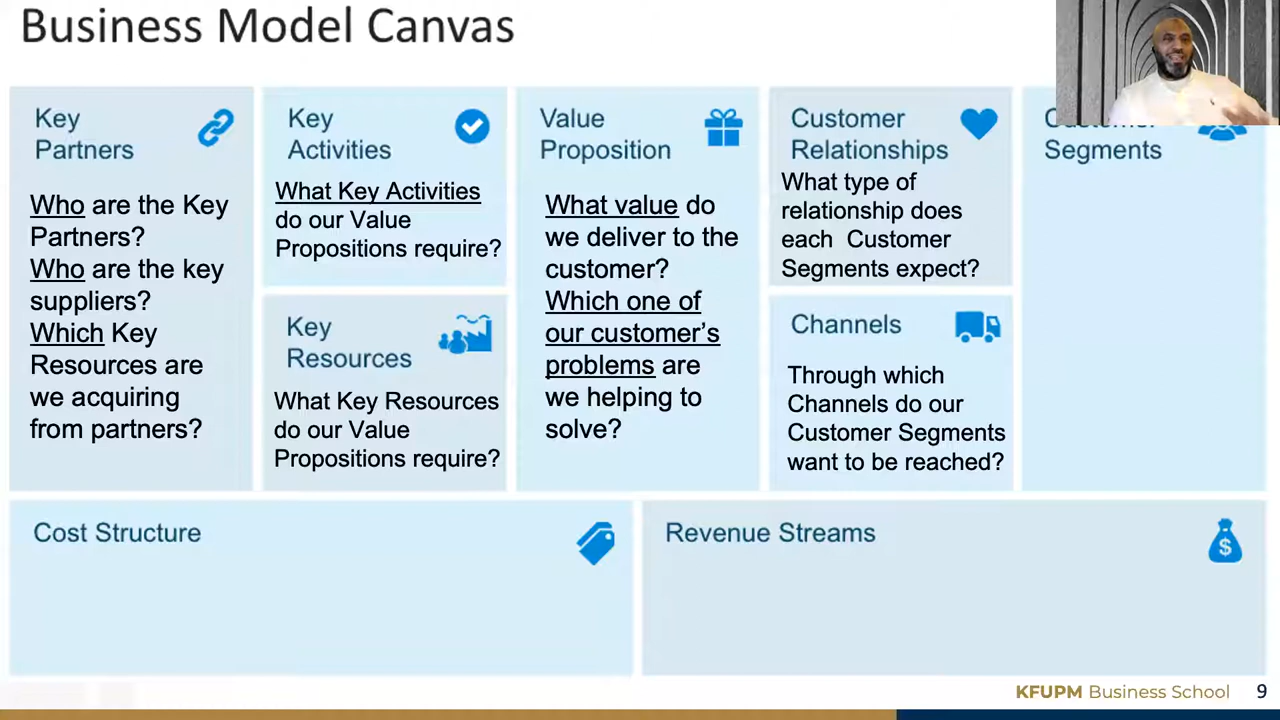 Business Model Canvas
Key
Partners
Who are the Key
Partners?
Who are the key
suppliers?
Which Key
Resources are
we acquiring
from partners?
Key
Activities
What Key Activities
do our Value
Propositions require?
Key
Resources
What Key Resources
do our Value
Propositions require?
Value
Proposition
What value do
we deliver to the
customer?
Which one of
our customer's
problems are
we helping to
solve?
Customer
Relationships
What type of
relationship does
each Customer
Segments expect?
Channels
Through which
Channels do our
Customer Segments
want to be reached?
Customer
Segments
Cost Structure
Revenue Streams
$
KFUPM Business School 9